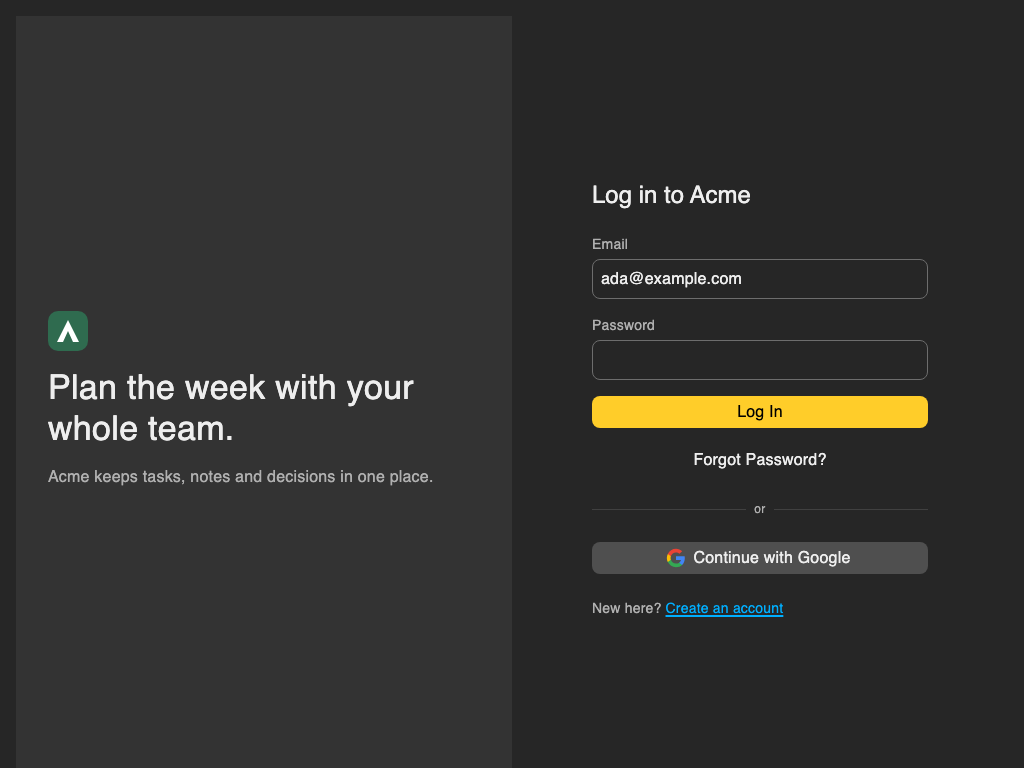 Plan the week with your
whole team.
Acme keeps tasks, notes and decisions in one place.
Log in to Acme
Email
ada@example.com
Password
Log In
Forgot Password?
or
Continue with Google
New here? Create an account